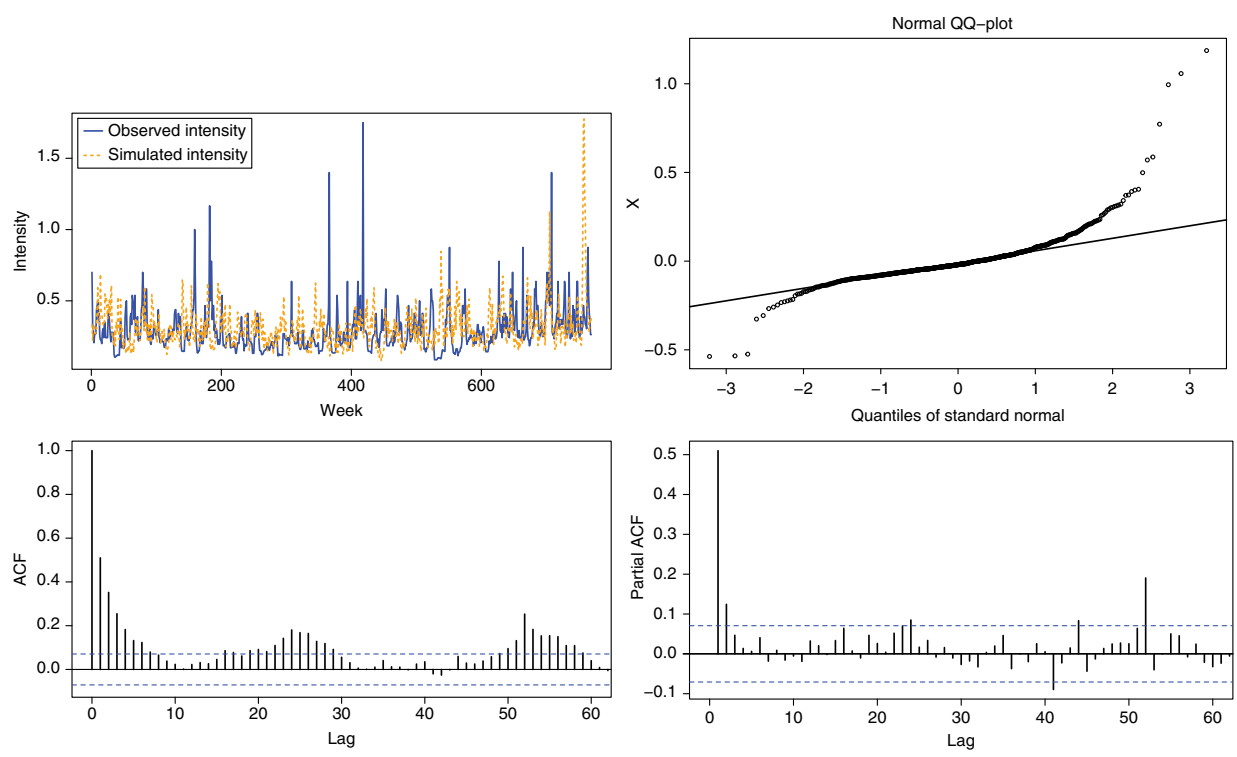 Observed intensity
Simulated intensity
Intensity
1.5
1.0
0.5
0 200 400 600
Week
Normal QQ−plot
X
1.0
0.5
0.0
−0.5
−3 −2 −1 0 1 2 3
Quantiles of standard normal
ACF
1.0
0.8
0.6
0.4
0.2
0.0
0 10 20 30 40 50 60
Lag
Partial ACF
0.5
0.4
0.3
0.2
0.1
0.0
−0.1
0 10 20 30 40 50 60
Lag